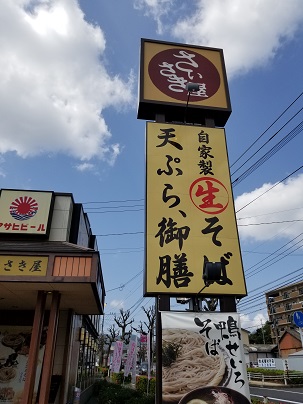 さいき屋
自家製
生そば
天ぷら、御膳
鴨せいろ
そば
アサヒビール
さき屋